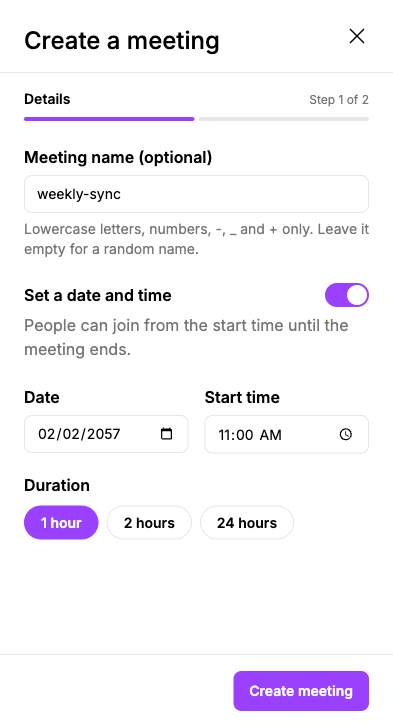 Create a meeting
Details
Step 1 of 2
Meeting name (optional)
weekly-sync
Lowercase letters, numbers, -, _ and + only. Leave it
empty for a random name.
Set a date and time
People can join from the start time until the
meeting ends.
Date
Start time
02/02/2057
11:00 AM
Duration
1 hour
2 hours
24 hours
Create meeting